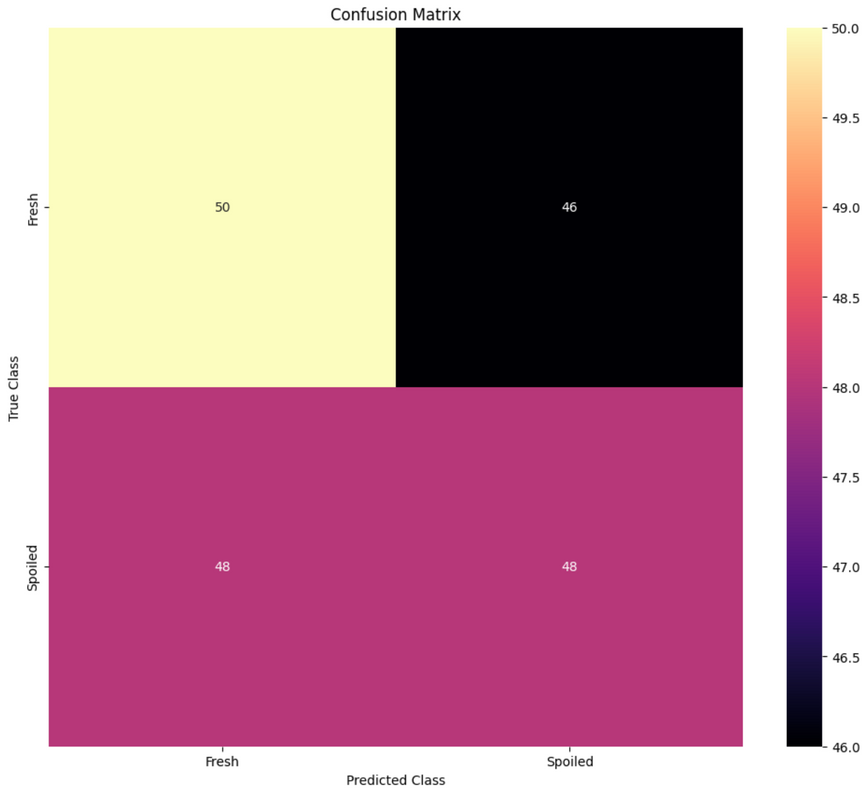 Confusion Matrix
50.0
49.5
49.0
48.5
48.0
47.5
47.0
46.5
46.0
True Class
Fresh
Spoiled
50
46
48
48
Fresh
Spoiled
Predicted Class